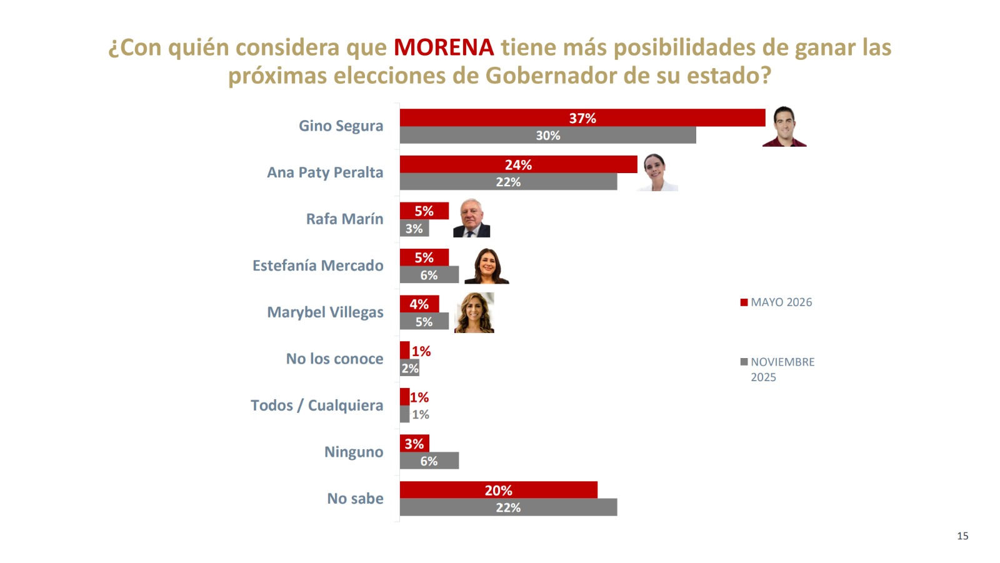 ¿Con quién considera que MORENA tiene más posibilidades de ganar las
próximas elecciones de Gobernador de su estado?
Gino Segura
37%
30%
Ana Paty Peralta
24%
22%
Rafa Marín
5%
3%
Estefanía Mercado
5%
6%
Marybel Villegas
4%
5%
No los conoce
1%
2%
Todos / Cualquiera
1%
1%
Ninguno
3%
6%
No sabe
20%
22%
MAYO 2026
NOVIEMBRE
2025
15